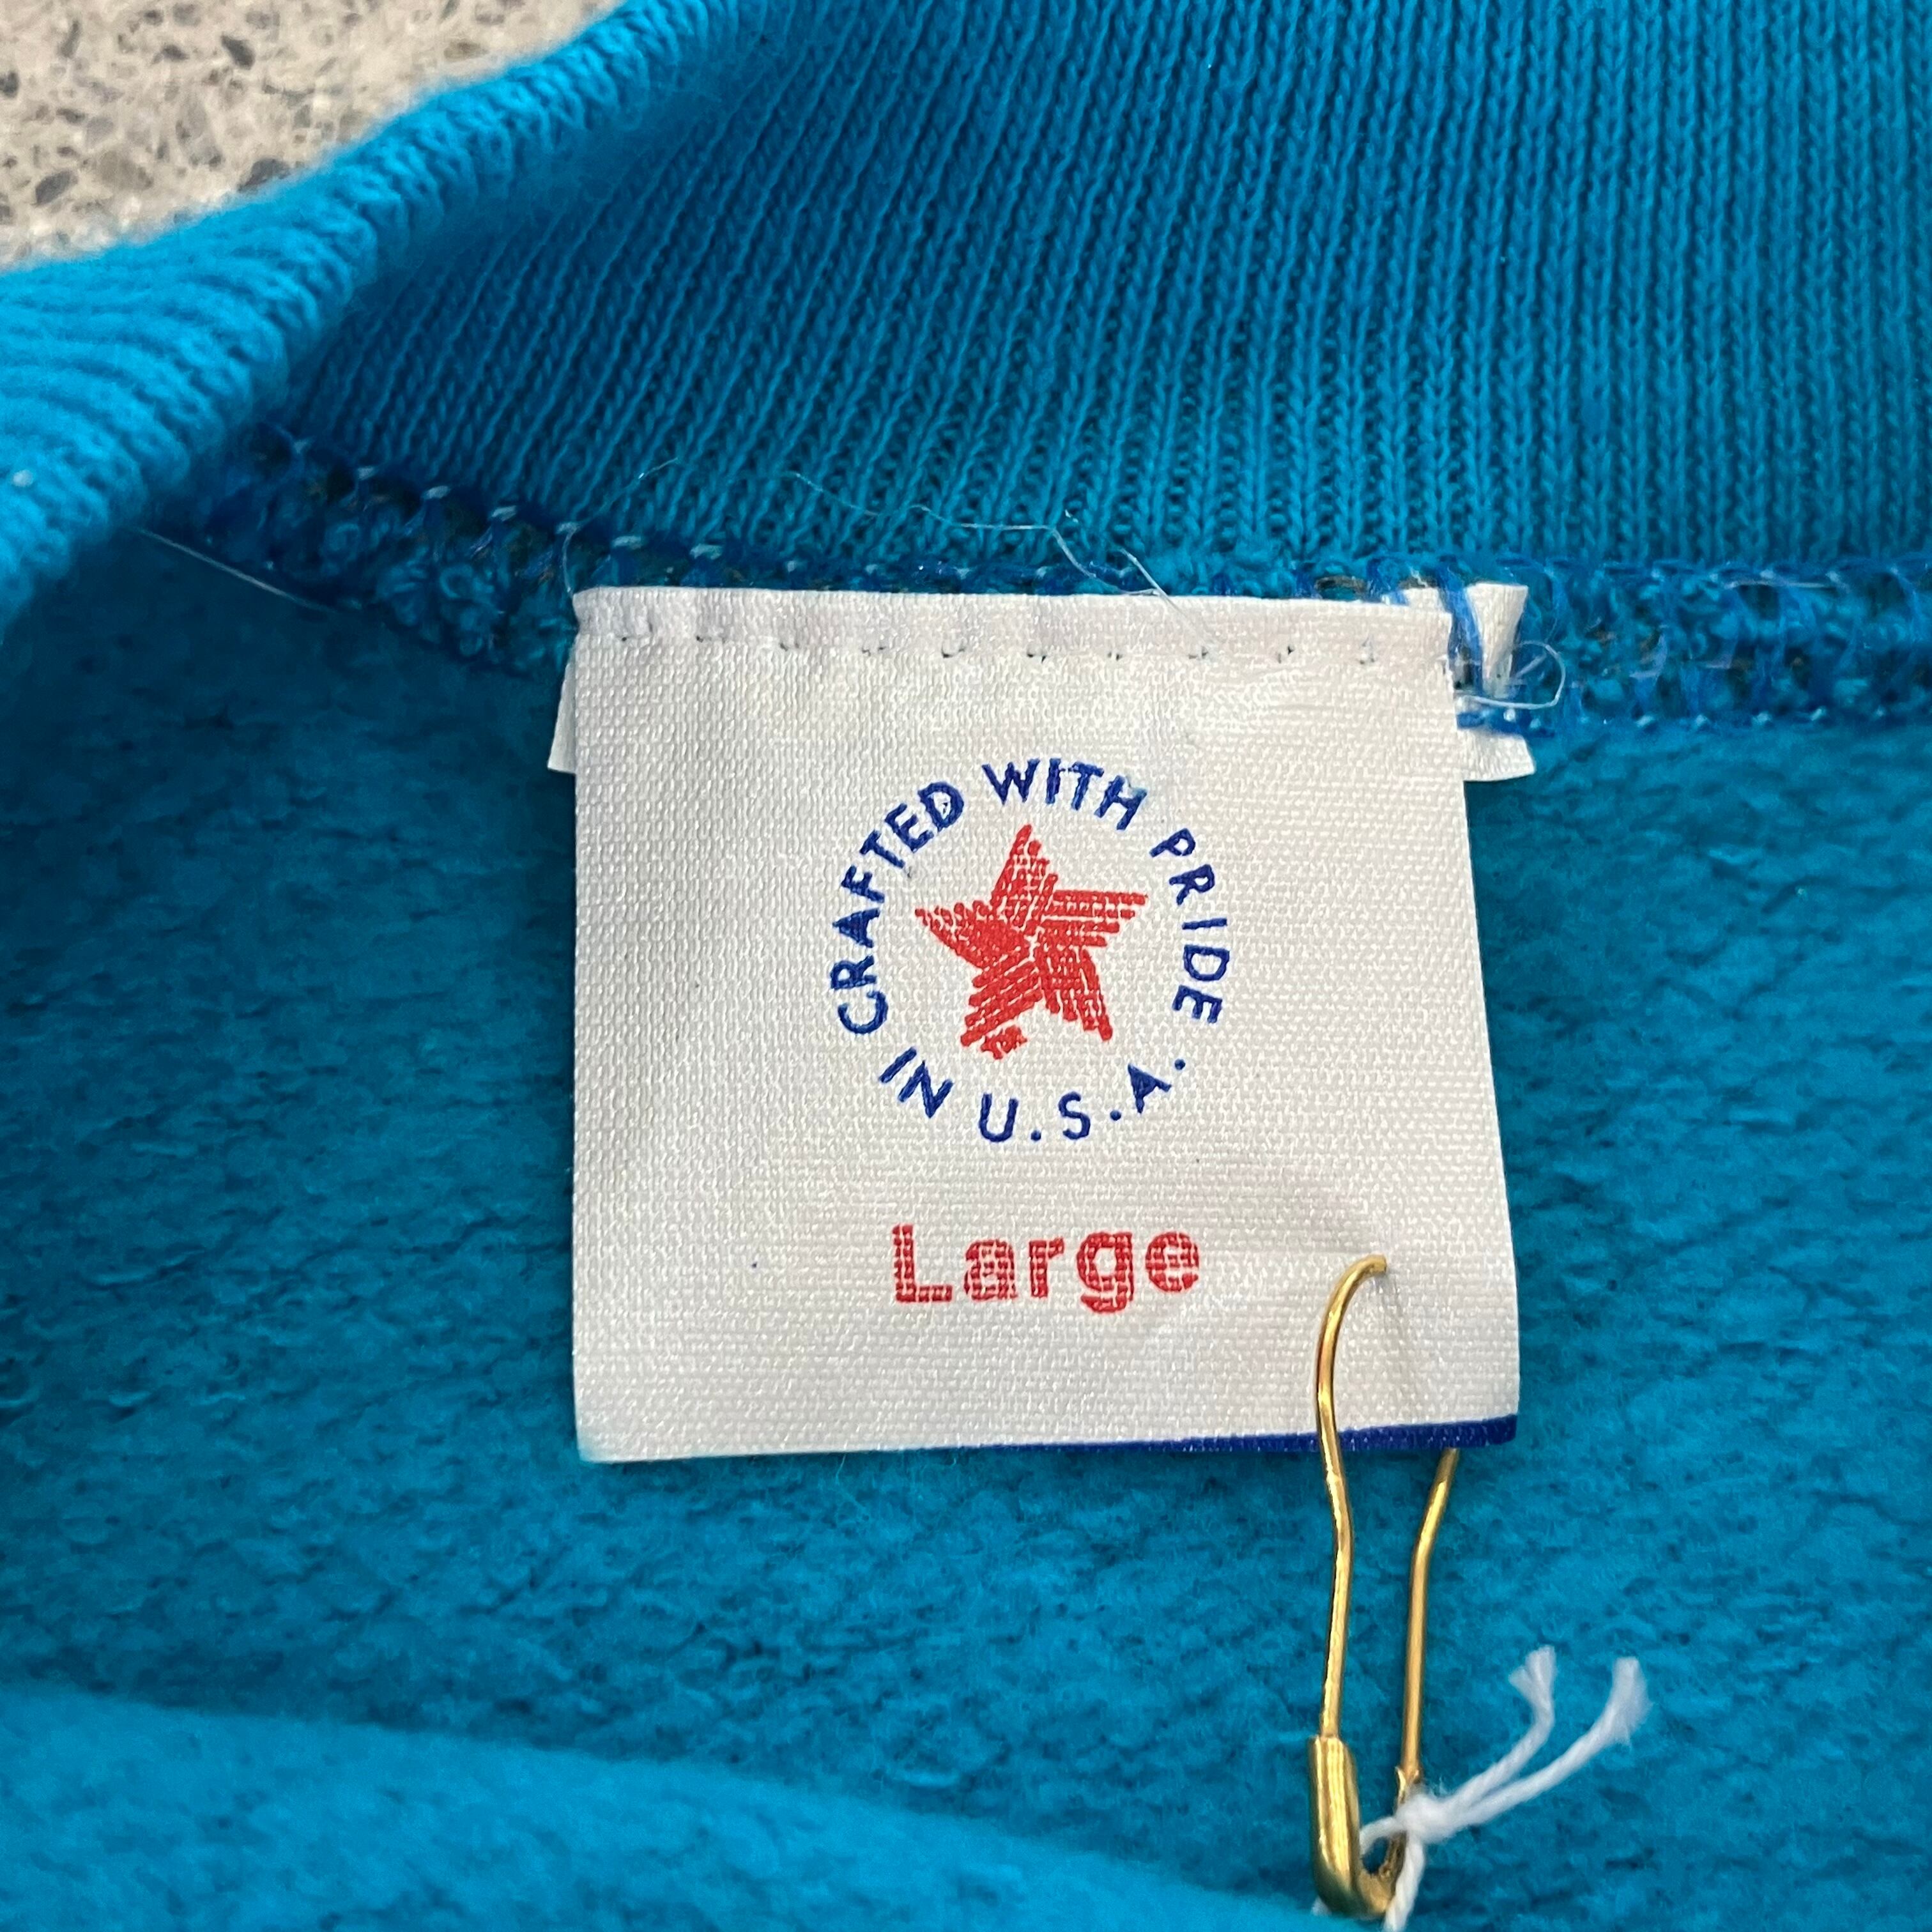 CRAFTED WITH PRIDE
IN U.S.A.
Large